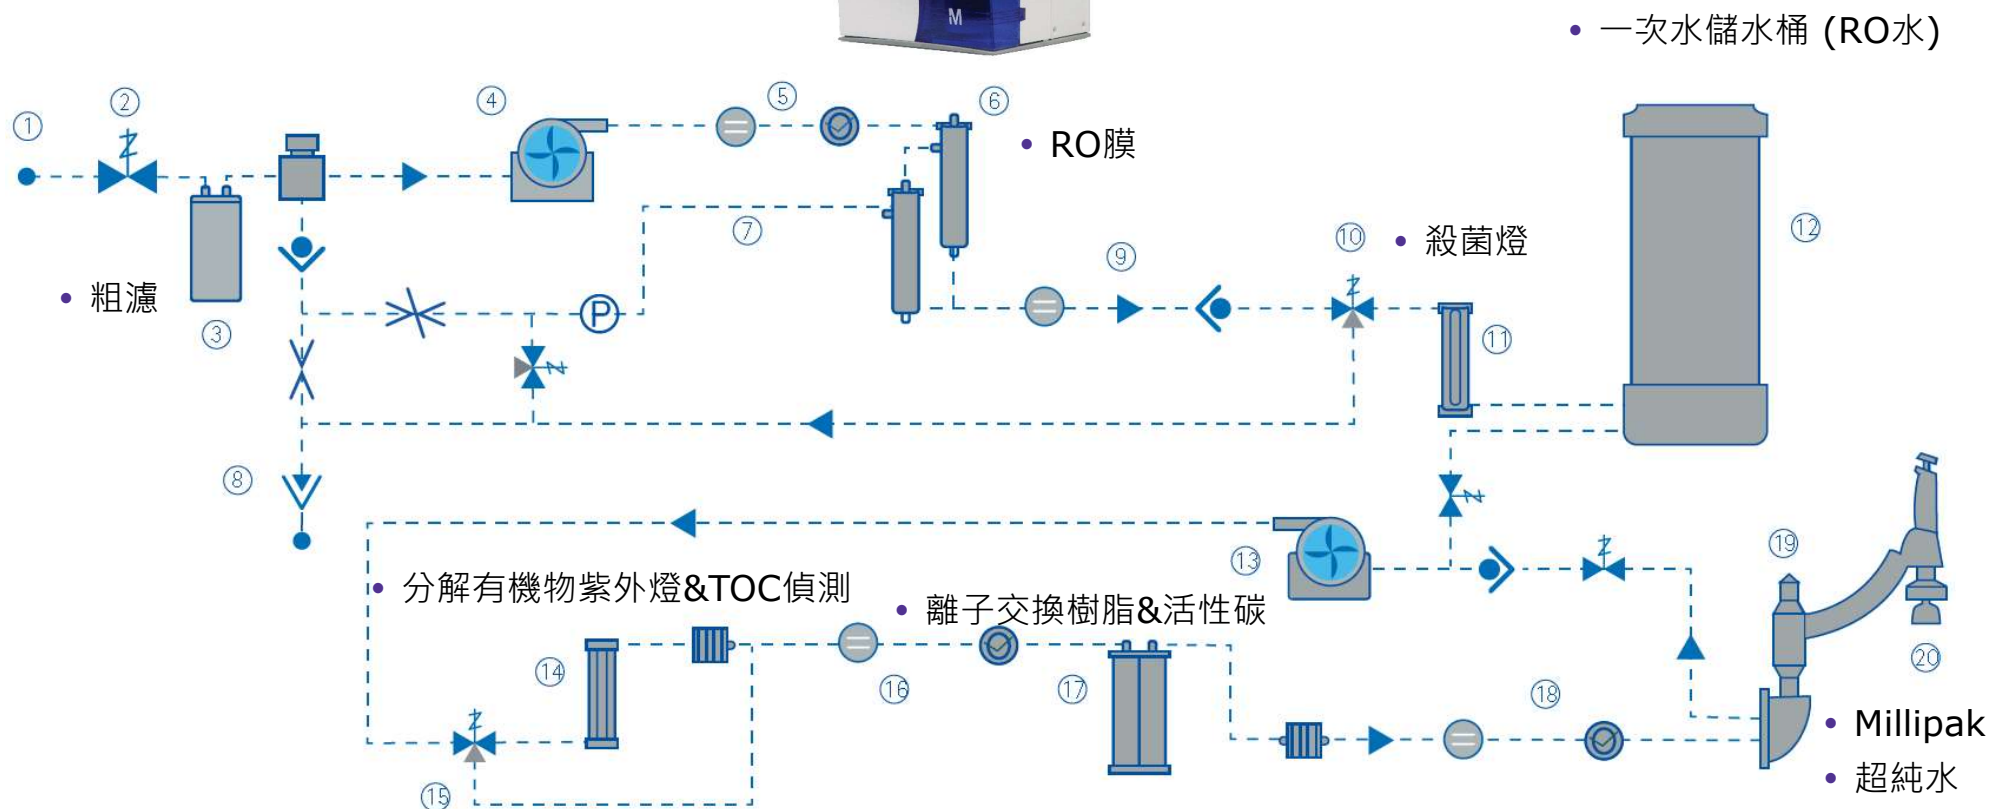 M
• 一次水儲水桶 (RO水)
① ② ④ ⑤ ⑥
• RO膜
⑦ ⑨ ⑩ • 殺菌燈 ⑫
• 粗濾
③ P ⑪
⑧
⑬ ⑲
• 分解有機物紫外燈&TOC偵測
• 離子交換樹脂&活性碳
⑭ ⑯ ⑰ ⑱ ⑳
• Millipak
• 超純水
⑮